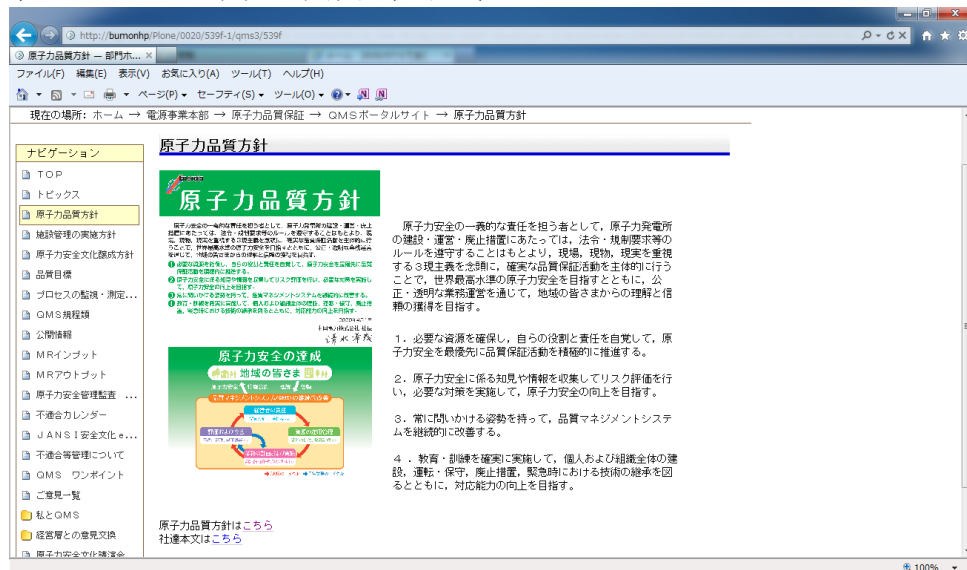 http://bumonhp/Plone/0020/539f-1/qms3/539f
原子力品質方針 — 部門ホ...
ファイル(F) 編集(E) 表示(V) お気に入り(A) ツール(T) ヘルプ(H)
ページ(P) セーフティ(S) ツール(O)
現在の場所: ホーム → 電源事業本部 → 原子力品質保証 → QMSポータルサイト → 原子力品質方針
ナビゲーション
TOP
トピックス
原子力品質方針
施設管理の実施方針
原子力安全文化醸成方針
品質目標
プロセスの監視・測定...
QMS規程類
公開情報
MRインプット
MRアウトプット
原子力安全管理監査 ...
不適合カレンダー
JANSI安全文化e...
不適合等管理について
QMS ワンポイント
ご意見一覧
私とQMS
経営層との意見交換
原子力安全文化講演会
原子力品質方針
原子力品質方針
原子力安全の達成
地域の皆さま
原子力安全の一義的な責任を担う者として、原子力発電所
の建設・運営・廃止措置にあたっては、法令・規制要求等の
ルールを遵守することはもとより、現場、現物、現実を重視
する3現主義を念頭に、確実な品質保証活動を主体的に行う
ことで、世界最高水準の原子力安全を目指すとともに、公
正・透明な業務運営を通じて、地域の皆さまからの理解と信
頼の獲得を目指す。
1．必要な資源を確保し、自らの役割と責任を自覚して、原
子力安全を最優先に品質保証活動を積極的に推進する。
2．原子力安全に係る知見や情報を収集してリスク評価を行
い、必要な対策を実施して、原子力安全の向上を目指す。
3．常に問いかける姿勢を持って、品質マネジメントシステ
ムを継続的に改善する。
4 ．教育・訓練を確実に実施して、個人および組織全体の建
設，運転・保守，廃止措置，緊急時における技術の継承を図
るとともに、対応能力の向上を目指す。
原子力品質方針はこちら
社達本文はこちら
100%